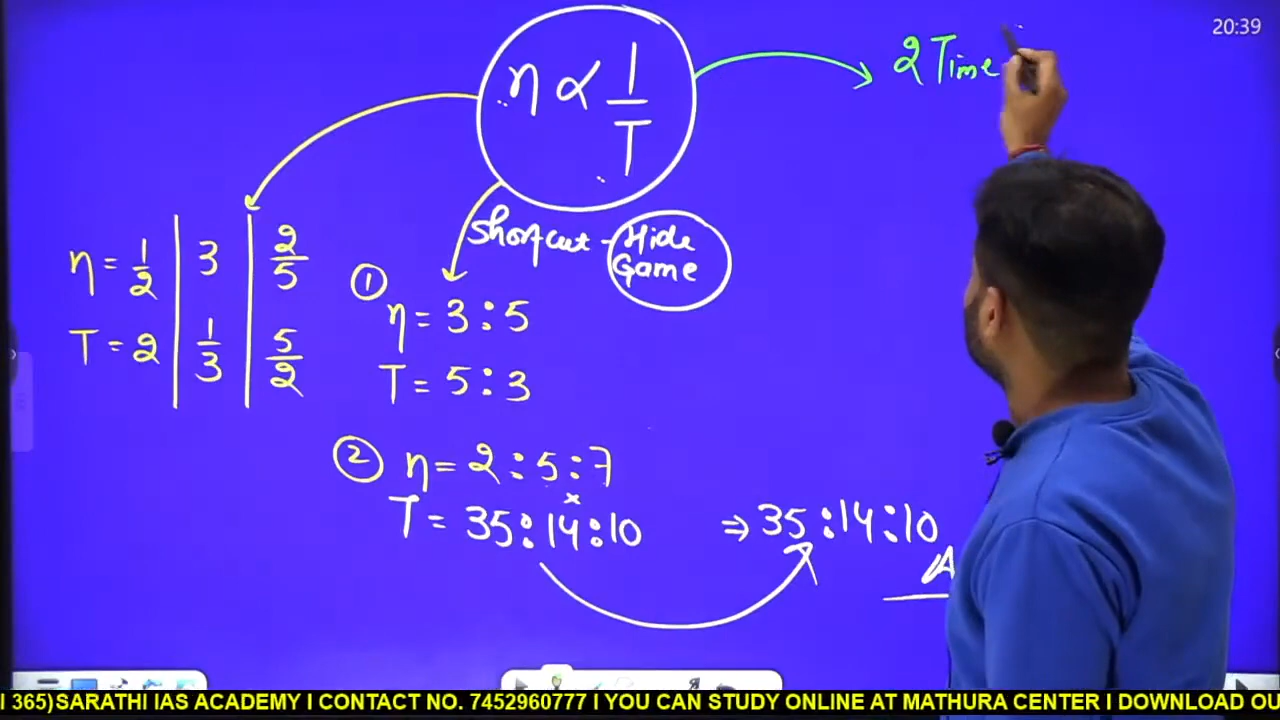 20:39
η ∝ 1/T
2 Time
Shortcut - Hide Game
η = 1/2 | 3 | 2/5
T = 2 | 1/3 | 5/2
① η = 3 : 5
T = 5 : 3
② η = 2 : 5 : 7
×
T = 35 : 14 : 10 ⇒ 35 : 14 : 10
A
I 365)SARATHI IAS ACADEMY I CONTACT NO. 7452960777 I YOU CAN STUDY ONLINE AT MATHURA CENTER I DOWNLOAD OU